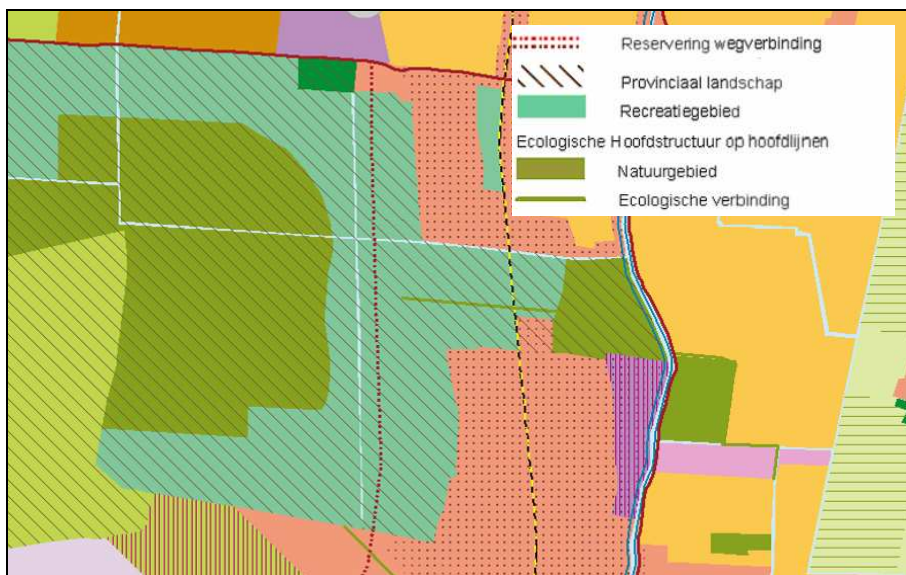 Reservering wegverbinding
Provinciaal landschap
Recreatiegebied
Ecologische Hoofdstructuur op hoofdlijnen
Natuurgebied
Ecologische verbinding